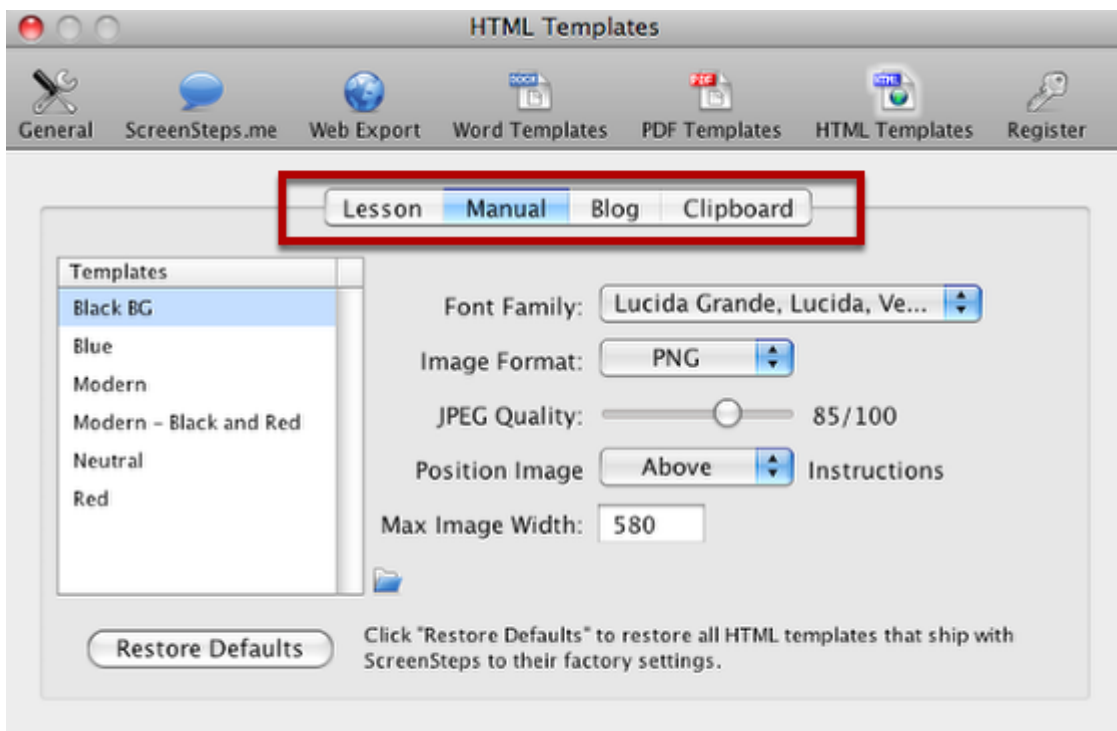 HTML Templates
General ScreenSteps.me Web Export Word Templates PDF Templates HTML Templates Register
Lesson Manual Blog Clipboard
Templates
Black BG
Blue
Modern
Modern – Black and Red
Neutral
Red
Font Family: Lucida Grande, Lucida, Ve...
Image Format: PNG
JPEG Quality: 85/100
Position Image Above Instructions
Max Image Width: 580
Restore Defaults
Click "Restore Defaults" to restore all HTML templates that ship with
ScreenSteps to their factory settings.